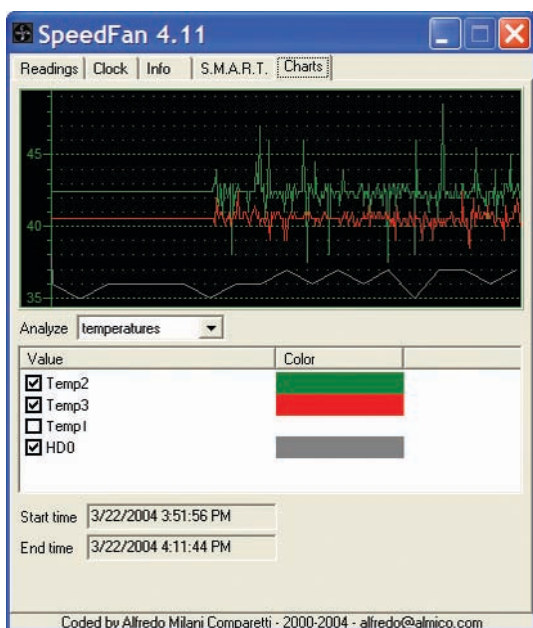 SpeedFan 4.11
Readings Clock Info S.M.A.R.T. Charts
45
40
35
Analyze temperatures
Value Color
Temp2
Temp3
Temp1
HD0
Start time 3/22/2004 3:51:56 PM
End time 3/22/2004 4:11:44 PM
Coded by Alfredo Milani Comparetti - 2000-2004 - alfredo@almico.com